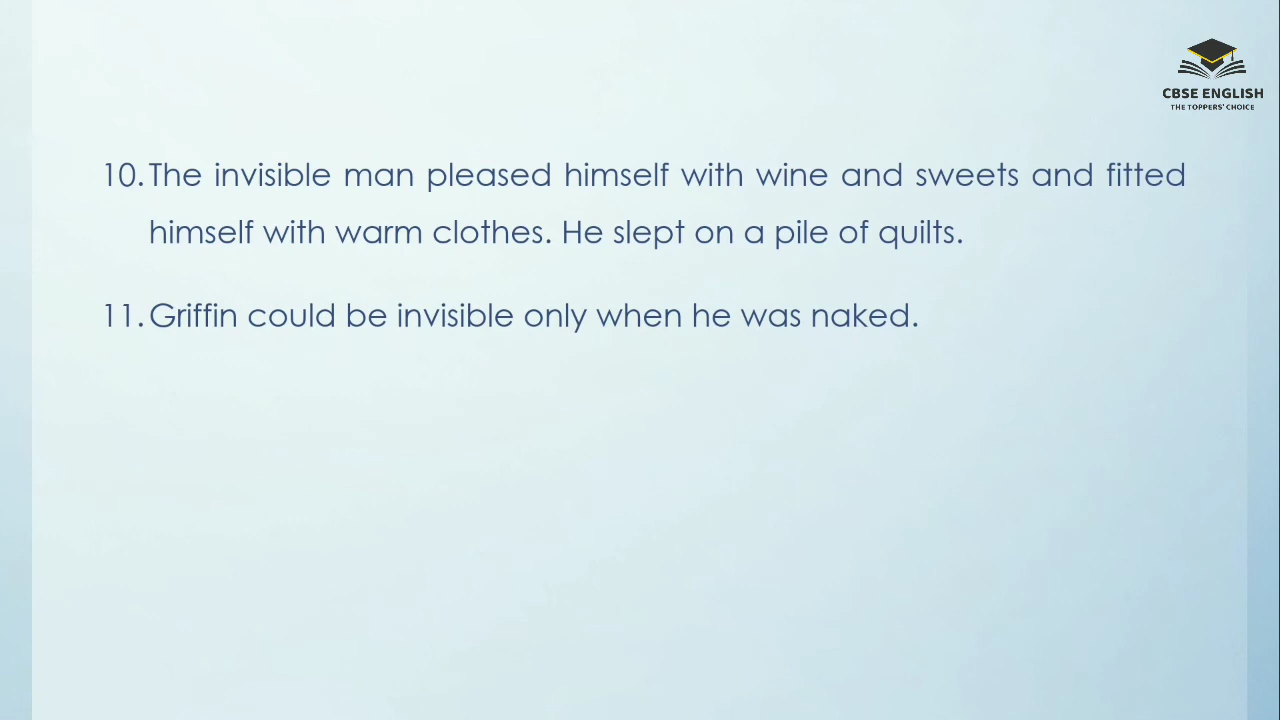 CBSE ENGLISH
THE TOPPERS' CHOICE
10. The invisible man pleased himself with wine and sweets and fitted
himself with warm clothes. He slept on a pile of quilts.
11. Griffin could be invisible only when he was naked.